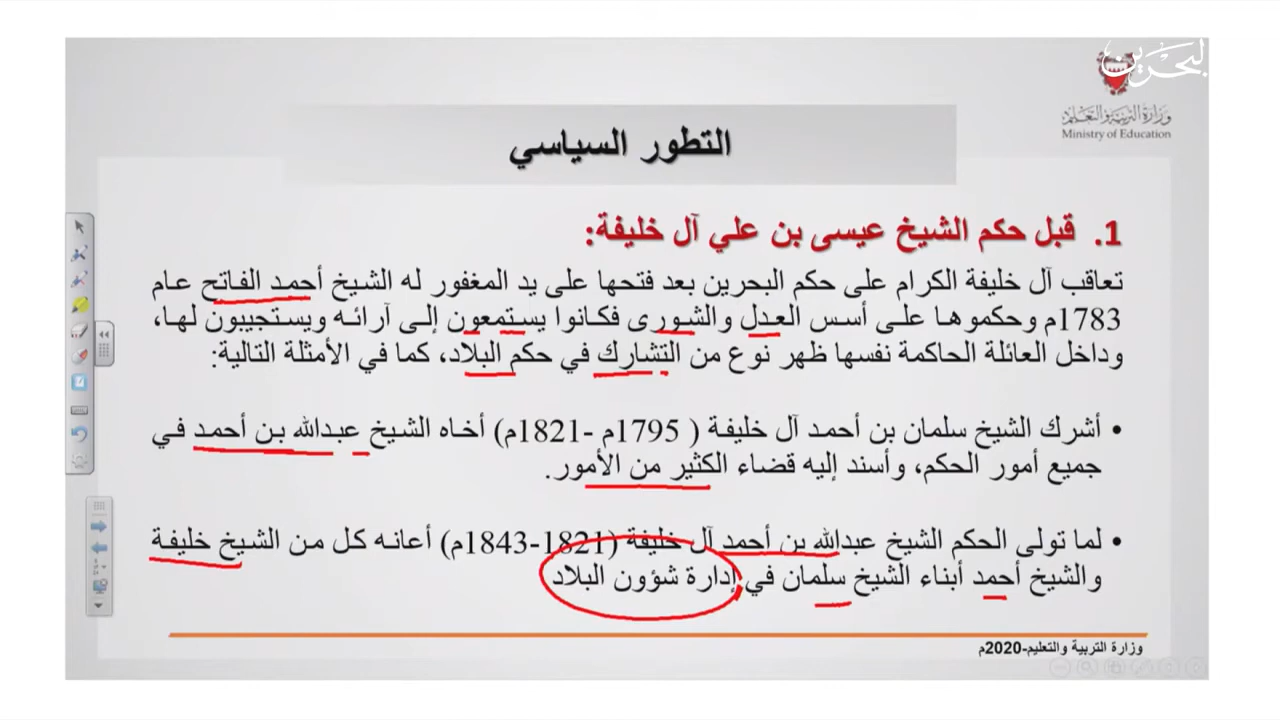 البحرين
وزارة التربية والتعليم
Ministry of Education
التطور السياسي
1. قبل حكم الشيخ عيسى بن علي آل خليفة:
تعاقب آل خليفة الكرام على حكم البحرين بعد فتحها على يد المغفور له الشيخ أحمد الفاتح عام
1783م وحكموها على أسس العدل والشورى فكانوا يستمعون إلى آرائه ويستجيبون لها،
وداخل العائلة الحاكمة نفسها ظهر نوع من التشارك في حكم البلاد، كما في الأمثلة التالية:
• أشرك الشيخ سلمان بن أحمد آل خليفة ( 1795م -1821م) أخاه الشيخ عبدالله بن أحمد في
جميع أمور الحكم، وأسند إليه قضاء الكثير من الأمور.
• لما تولى الحكم الشيخ عبدالله بن أحمد آل خليفة (1821-1843م) أعانه كل من الشيخ خليفة
والشيخ أحمد أبناء الشيخ سلمان في إدارة شؤون البلاد
وزارة التربية والتعليم-2020م